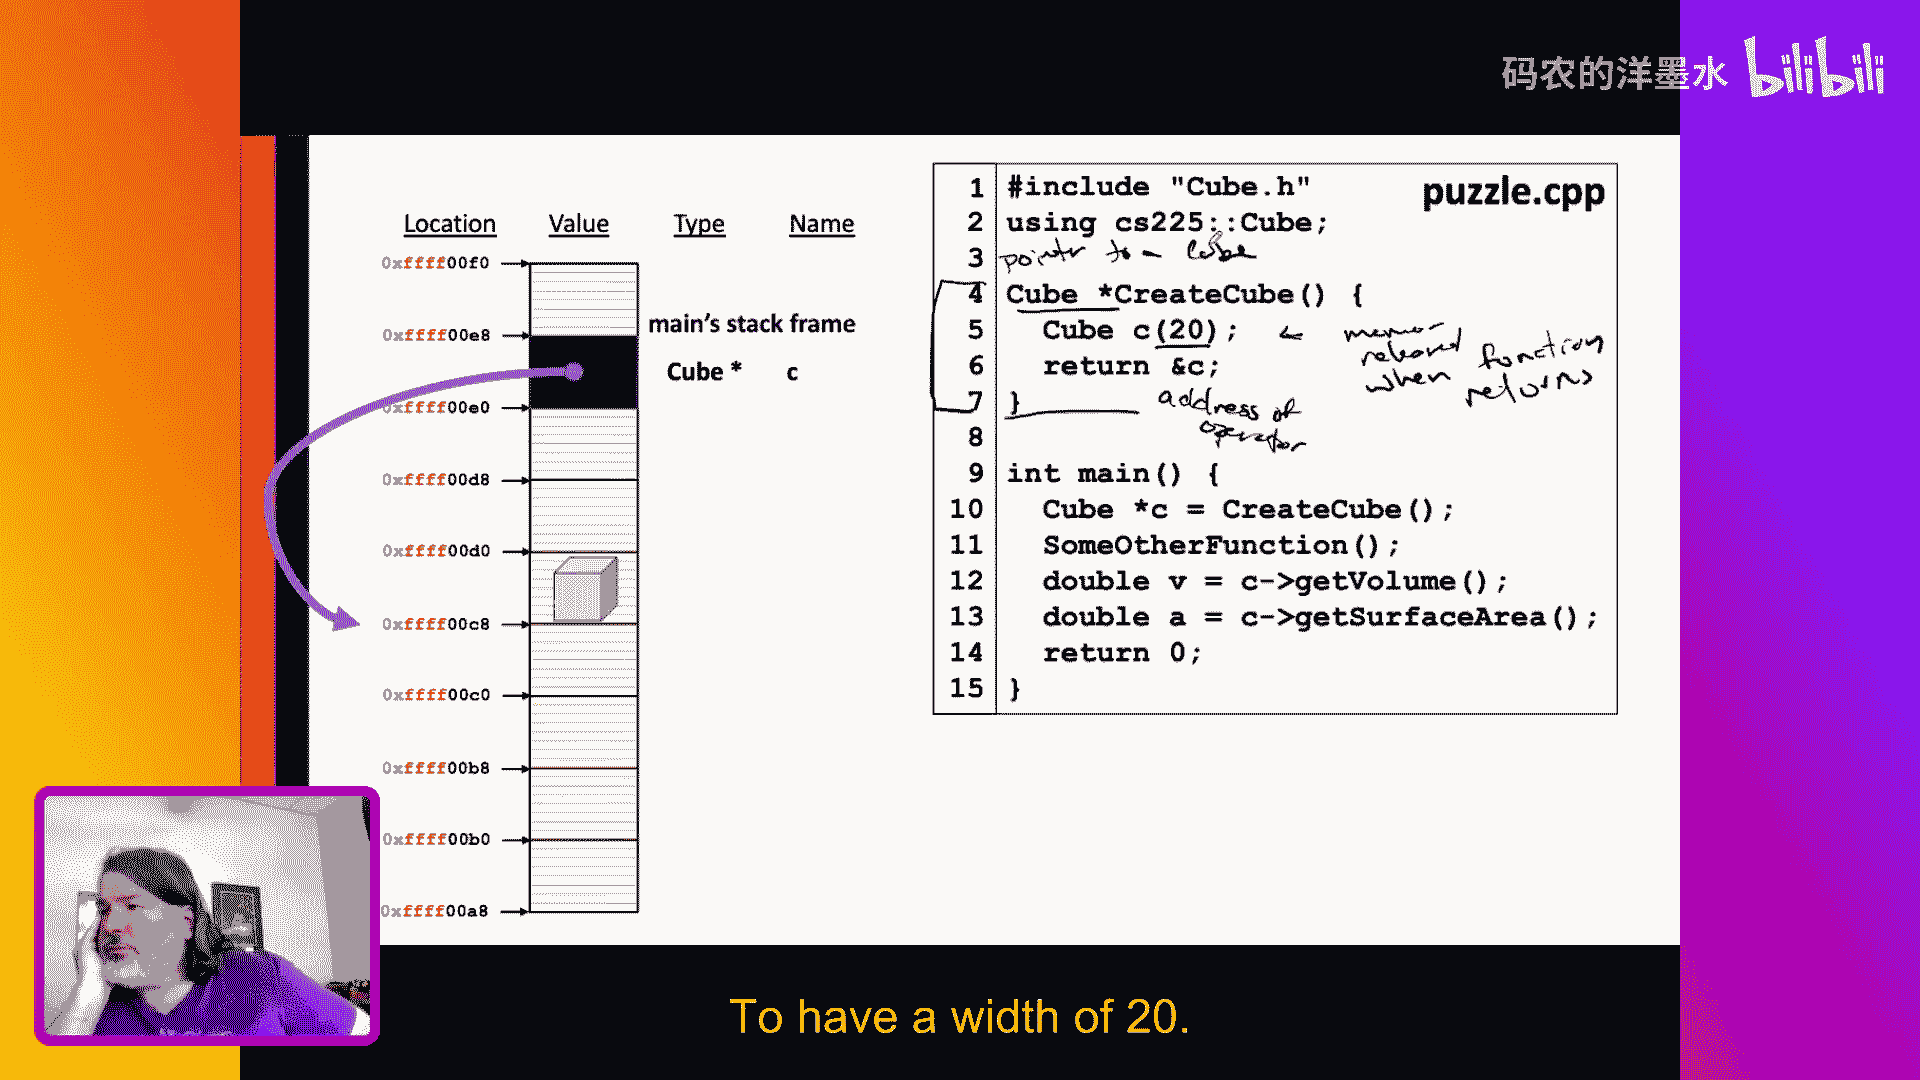 码农的洋墨水 bilibili
Location Value Type Name
0xffff00f0
main's stack frame
0xffff00e8
Cube * c
0xffff00e0
0xffff00d8
0xffff00d0
0xffff00c8
0xffff00c0
0xffff00b8
0xffff00b0
0xffff00a8
puzzle.cpp
1 #include "Cube.h"
2 using cs225::Cube;
pointr to a Cube
3
4 Cube *CreateCube() {
5 Cube c(20); ← memor
released function
6 return &c; when returns
7 }
address of
8 operator
9 int main() {
10 Cube *c = CreateCube();
11 SomeOtherFunction();
12 double v = c->getVolume();
13 double a = c->getSurfaceArea();
14 return 0;
15 }
To have a width of 20.